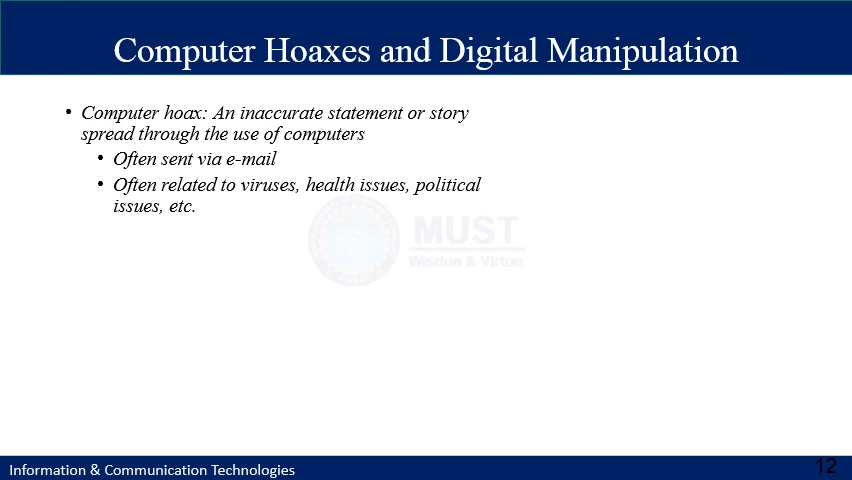 Computer Hoaxes and Digital Manipulation
• Computer hoax: An inaccurate statement or story
spread through the use of computers
• Often sent via e-mail
• Often related to viruses, health issues, political
issues, etc.
MUST
Wisdom & Virtue
Information & Communication Technologies
12